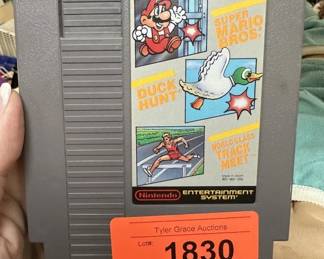 SUPER
MARIO
BROS.
DUCK
HUNT
WORLD CLASS
TRACK
MEET
Nintendo
ENTERTAINMENT
SYSTEM
Tyler Grace Auctions
Lot#:
1830